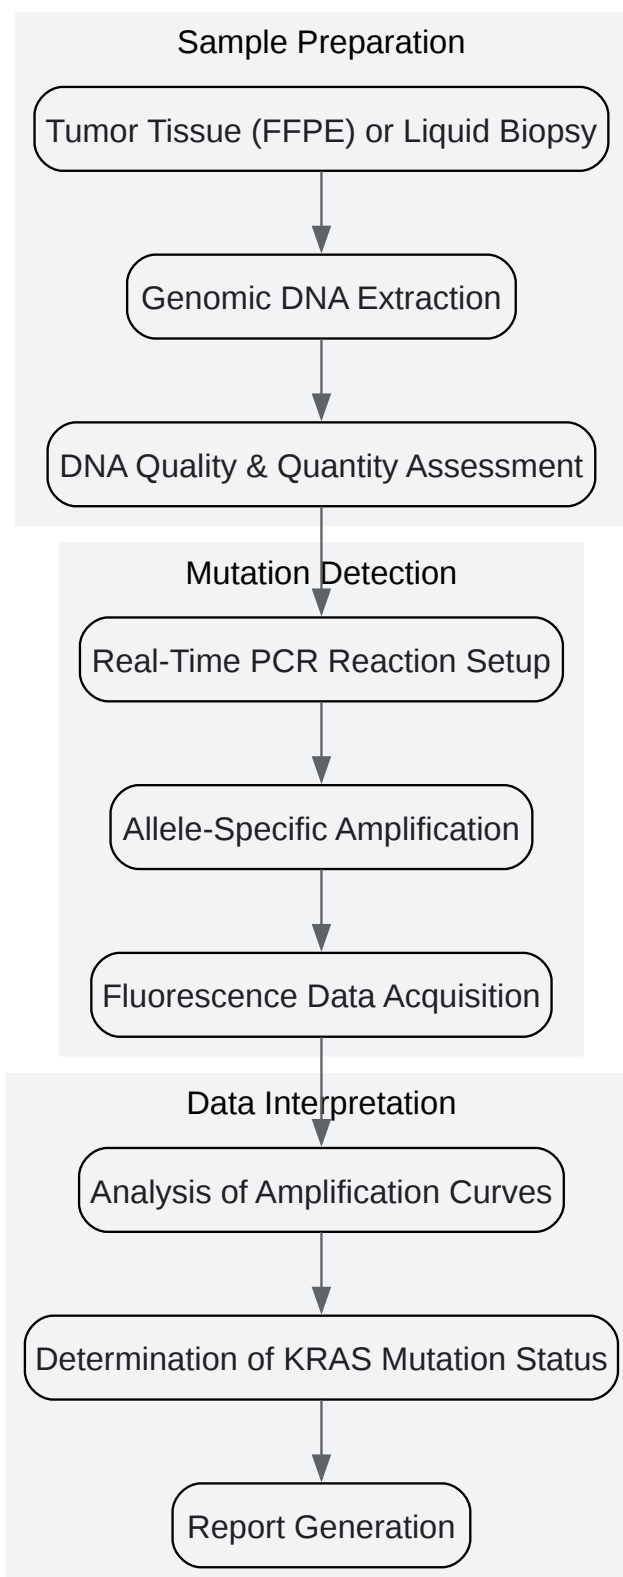 Sample Preparation
Tumor Tissue (FFPE) or Liquid Biopsy
Genomic DNA Extraction
DNA Quality & Quantity Assessment
Mutation Detection
Real-Time PCR Reaction Setup
Allele-Specific Amplification
Fluorescence Data Acquisition
Data Interpretation
Analysis of Amplification Curves
Determination of KRAS Mutation Status
Report Generation